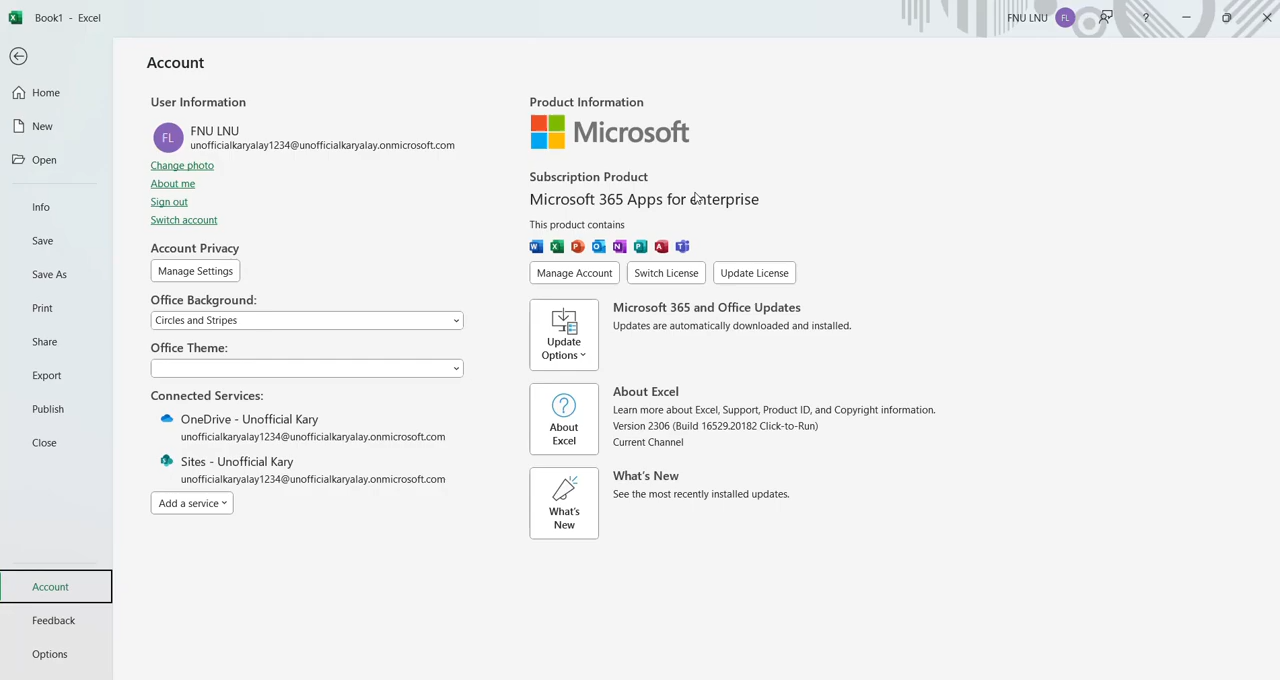 Book1 - Excel
FNU LNU FL ?
Home
New
Open
Info
Save
Save As
Print
Share
Export
Publish
Close
Account
Feedback
Options
Account
User Information
FL
FNU LNU
unofficialkaryalay1234@unofficialkaryalay.onmicrosoft.com
Change photo
About me
Sign out
Switch account
Account Privacy
Manage Settings
Office Background:
Circles and Stripes
Office Theme:
Connected Services:
OneDrive - Unofficial Kary
unofficialkaryalay1234@unofficialkaryalay.onmicrosoft.com
Sites - Unofficial Kary
unofficialkaryalay1234@unofficialkaryalay.onmicrosoft.com
Add a service
Product Information
Microsoft
Subscription Product
Microsoft 365 Apps for enterprise
This product contains
Manage Account Switch License Update License
Update
Options
Microsoft 365 and Office Updates
Updates are automatically downloaded and installed.
About
Excel
About Excel
Learn more about Excel, Support, Product ID, and Copyright information.
Version 2306 (Build 16529.20182 Click-to-Run)
Current Channel
What's
New
What's New
See the most recently installed updates.